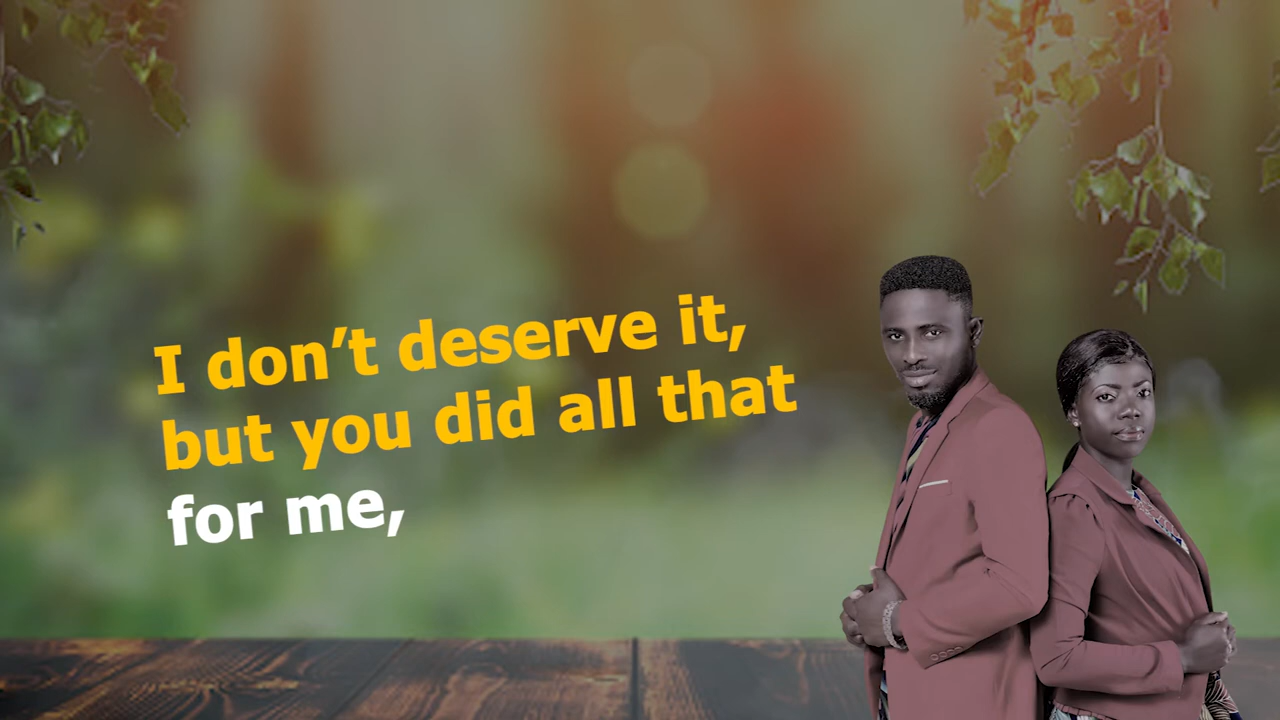 I don’t deserve it,
but you did all that
for me,